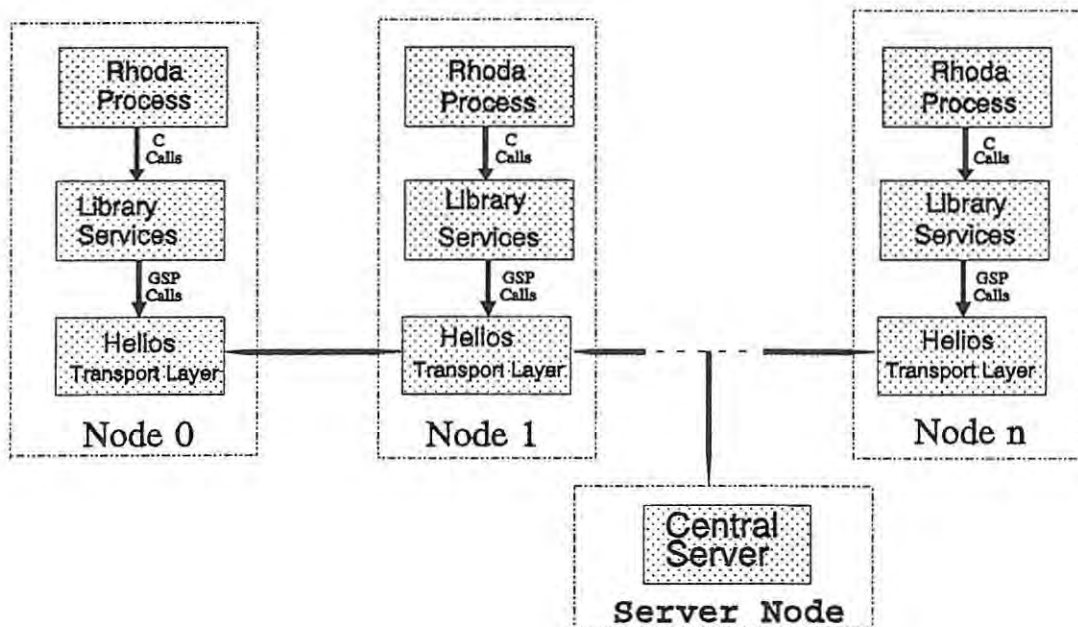 Rhoda
Process
C
Calls
Library
Services
GSP
Calls
Helios
Transport Layer
Node 0
Rhoda
Process
C
Calls
Library
Services
GSP
Calls
Helios
Transport Layer
Node 1
Rhoda
Process
C
Calls
Library
Services
GSP
Calls
Helios
Transport Layer
Node n
Central
Server
Server Node